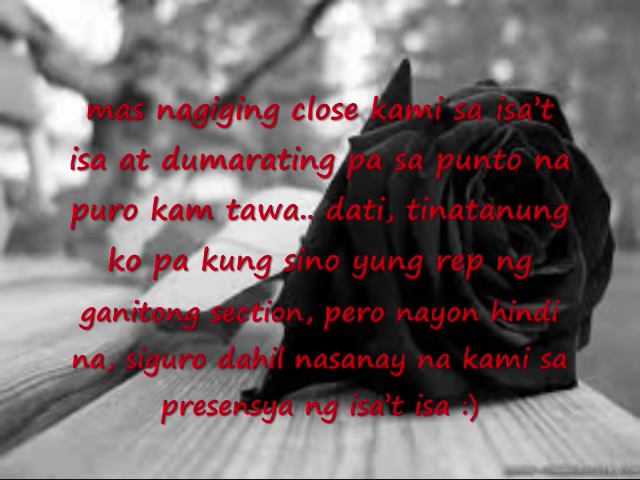 mas nagiging close kami sa isa't
isa at dumarating pa sa punto na
puro kam tawa.. dati, tinatanung
ko pa kung sino yung rep ng
ganitong section, pero nayon hindi
na, siguro dahil nasanay na kami sa
presensya ng isa't isa :)